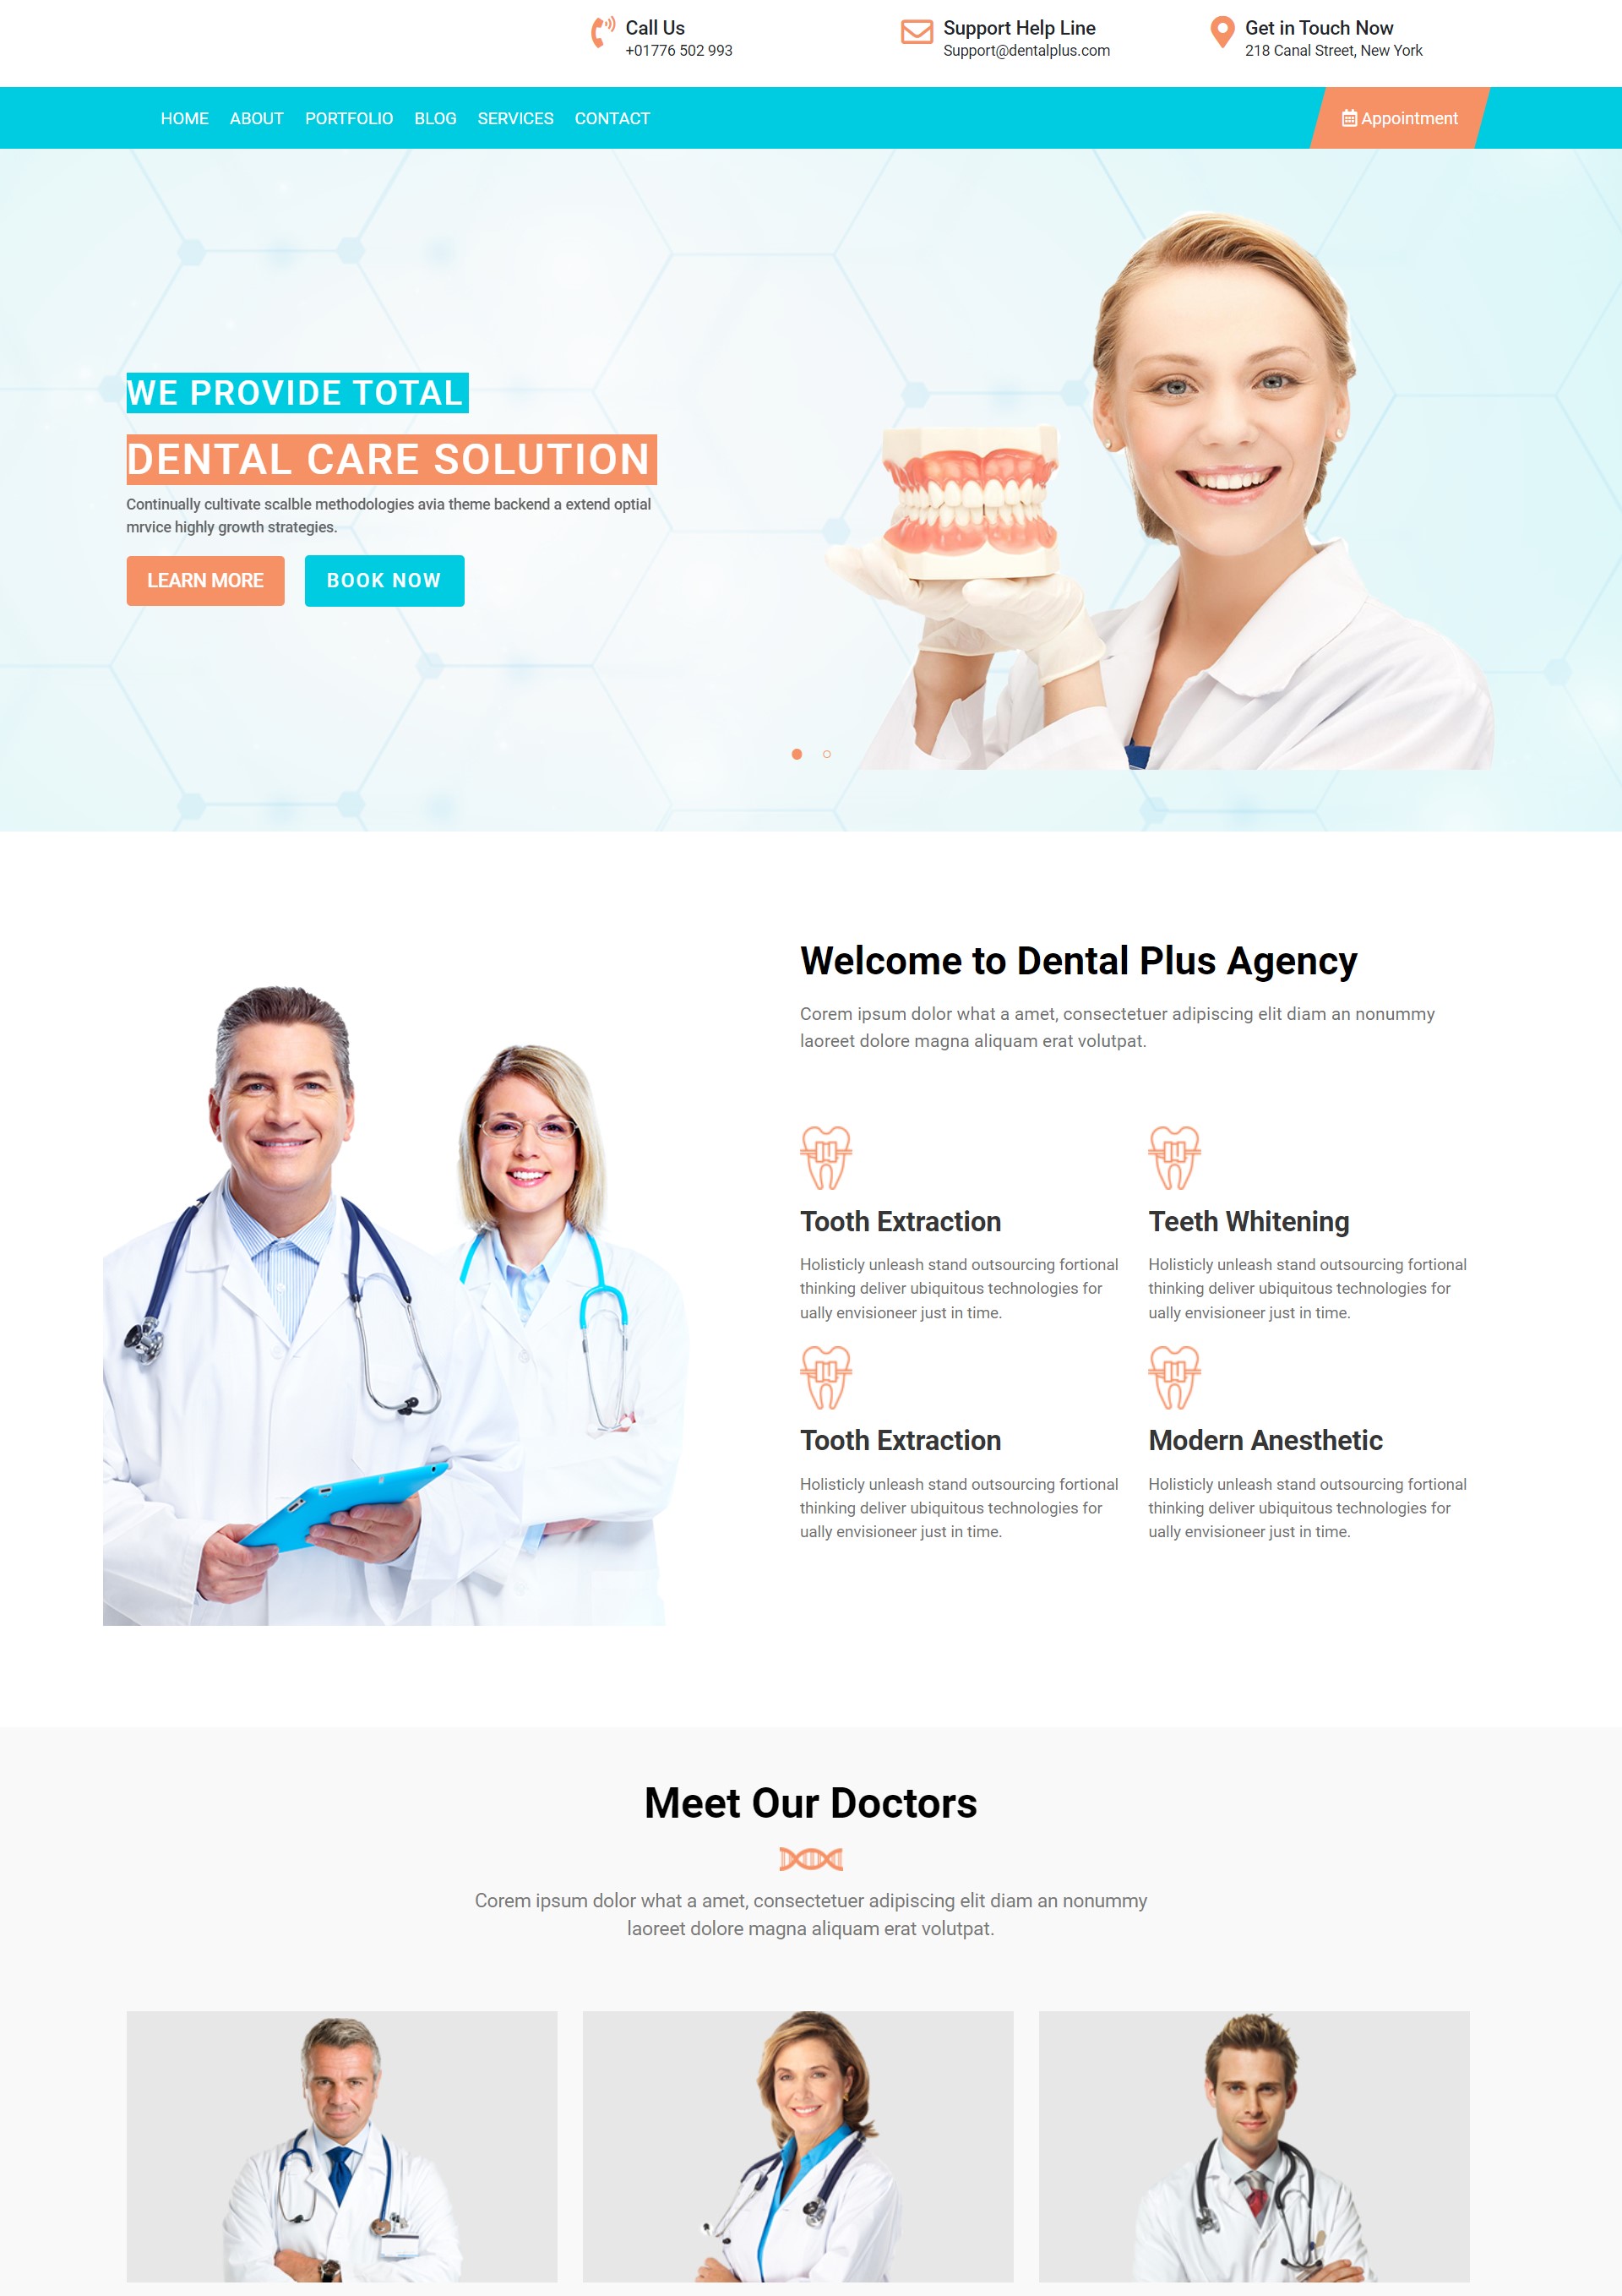 Call Us
+01776 502 993
Support Help Line
Support@dentalplus.com
Get in Touch Now
218 Canal Street, New York
HOME ABOUT PORTFOLIO BLOG SERVICES CONTACT
Appointment
WE PROVIDE TOTAL
DENTAL CARE SOLUTION
Continually cultivate scalble methodologies avia theme backend a extend optial
mrvice highly growth strategies.
LEARN MORE
BOOK NOW
Welcome to Dental Plus Agency
Corem ipsum dolor what a amet, consectetuer adipiscing elit diam an nonummy
laoreet dolore magna aliquam erat volutpat.
Tooth Extraction
Holisticly unleash stand outsourcing fortional
thinking deliver ubiquitous technologies for
ually envisioneer just in time.
Teeth Whitening
Holisticly unleash stand outsourcing fortional
thinking deliver ubiquitous technologies for
ually envisioneer just in time.
Tooth Extraction
Holisticly unleash stand outsourcing fortional
thinking deliver ubiquitous technologies for
ually envisioneer just in time.
Modern Anesthetic
Holisticly unleash stand outsourcing fortional
thinking deliver ubiquitous technologies for
ually envisioneer just in time.
Meet Our Doctors
Corem ipsum dolor what a amet, consectetuer adipiscing elit diam an nonummy
laoreet dolore magna aliquam erat volutpat.